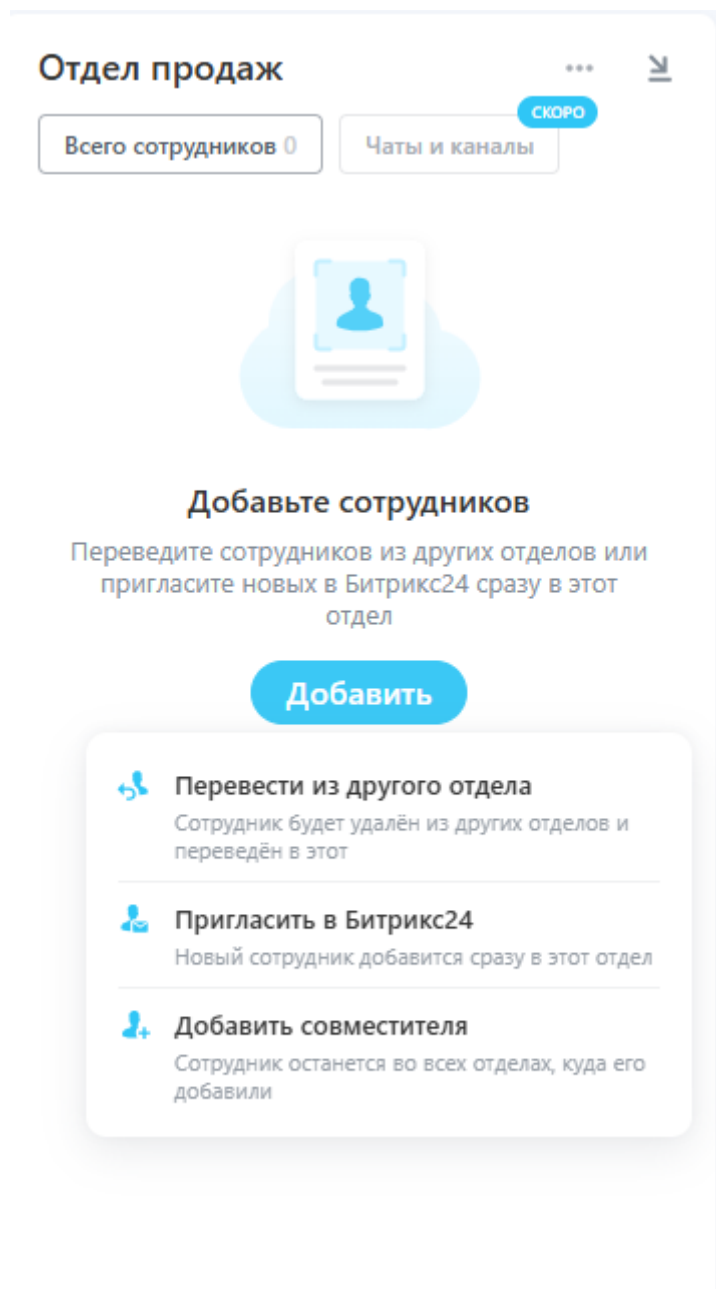 Отдел продаж
СКОРО
Всего сотрудников 0
Чаты и каналы
Добавьте сотрудников
Переведите сотрудников из других отделов или
пригласите новых в Битрикс24 сразу в этот
отдел
Добавить
Перевести из другого отдела
Сотрудник будет удалён из других отделов и
переведён в этот
Пригласить в Битрикс24
Новый сотрудник добавится сразу в этот отдел
Добавить совместителя
Сотрудник останется во всех отделах, куда его
добавили